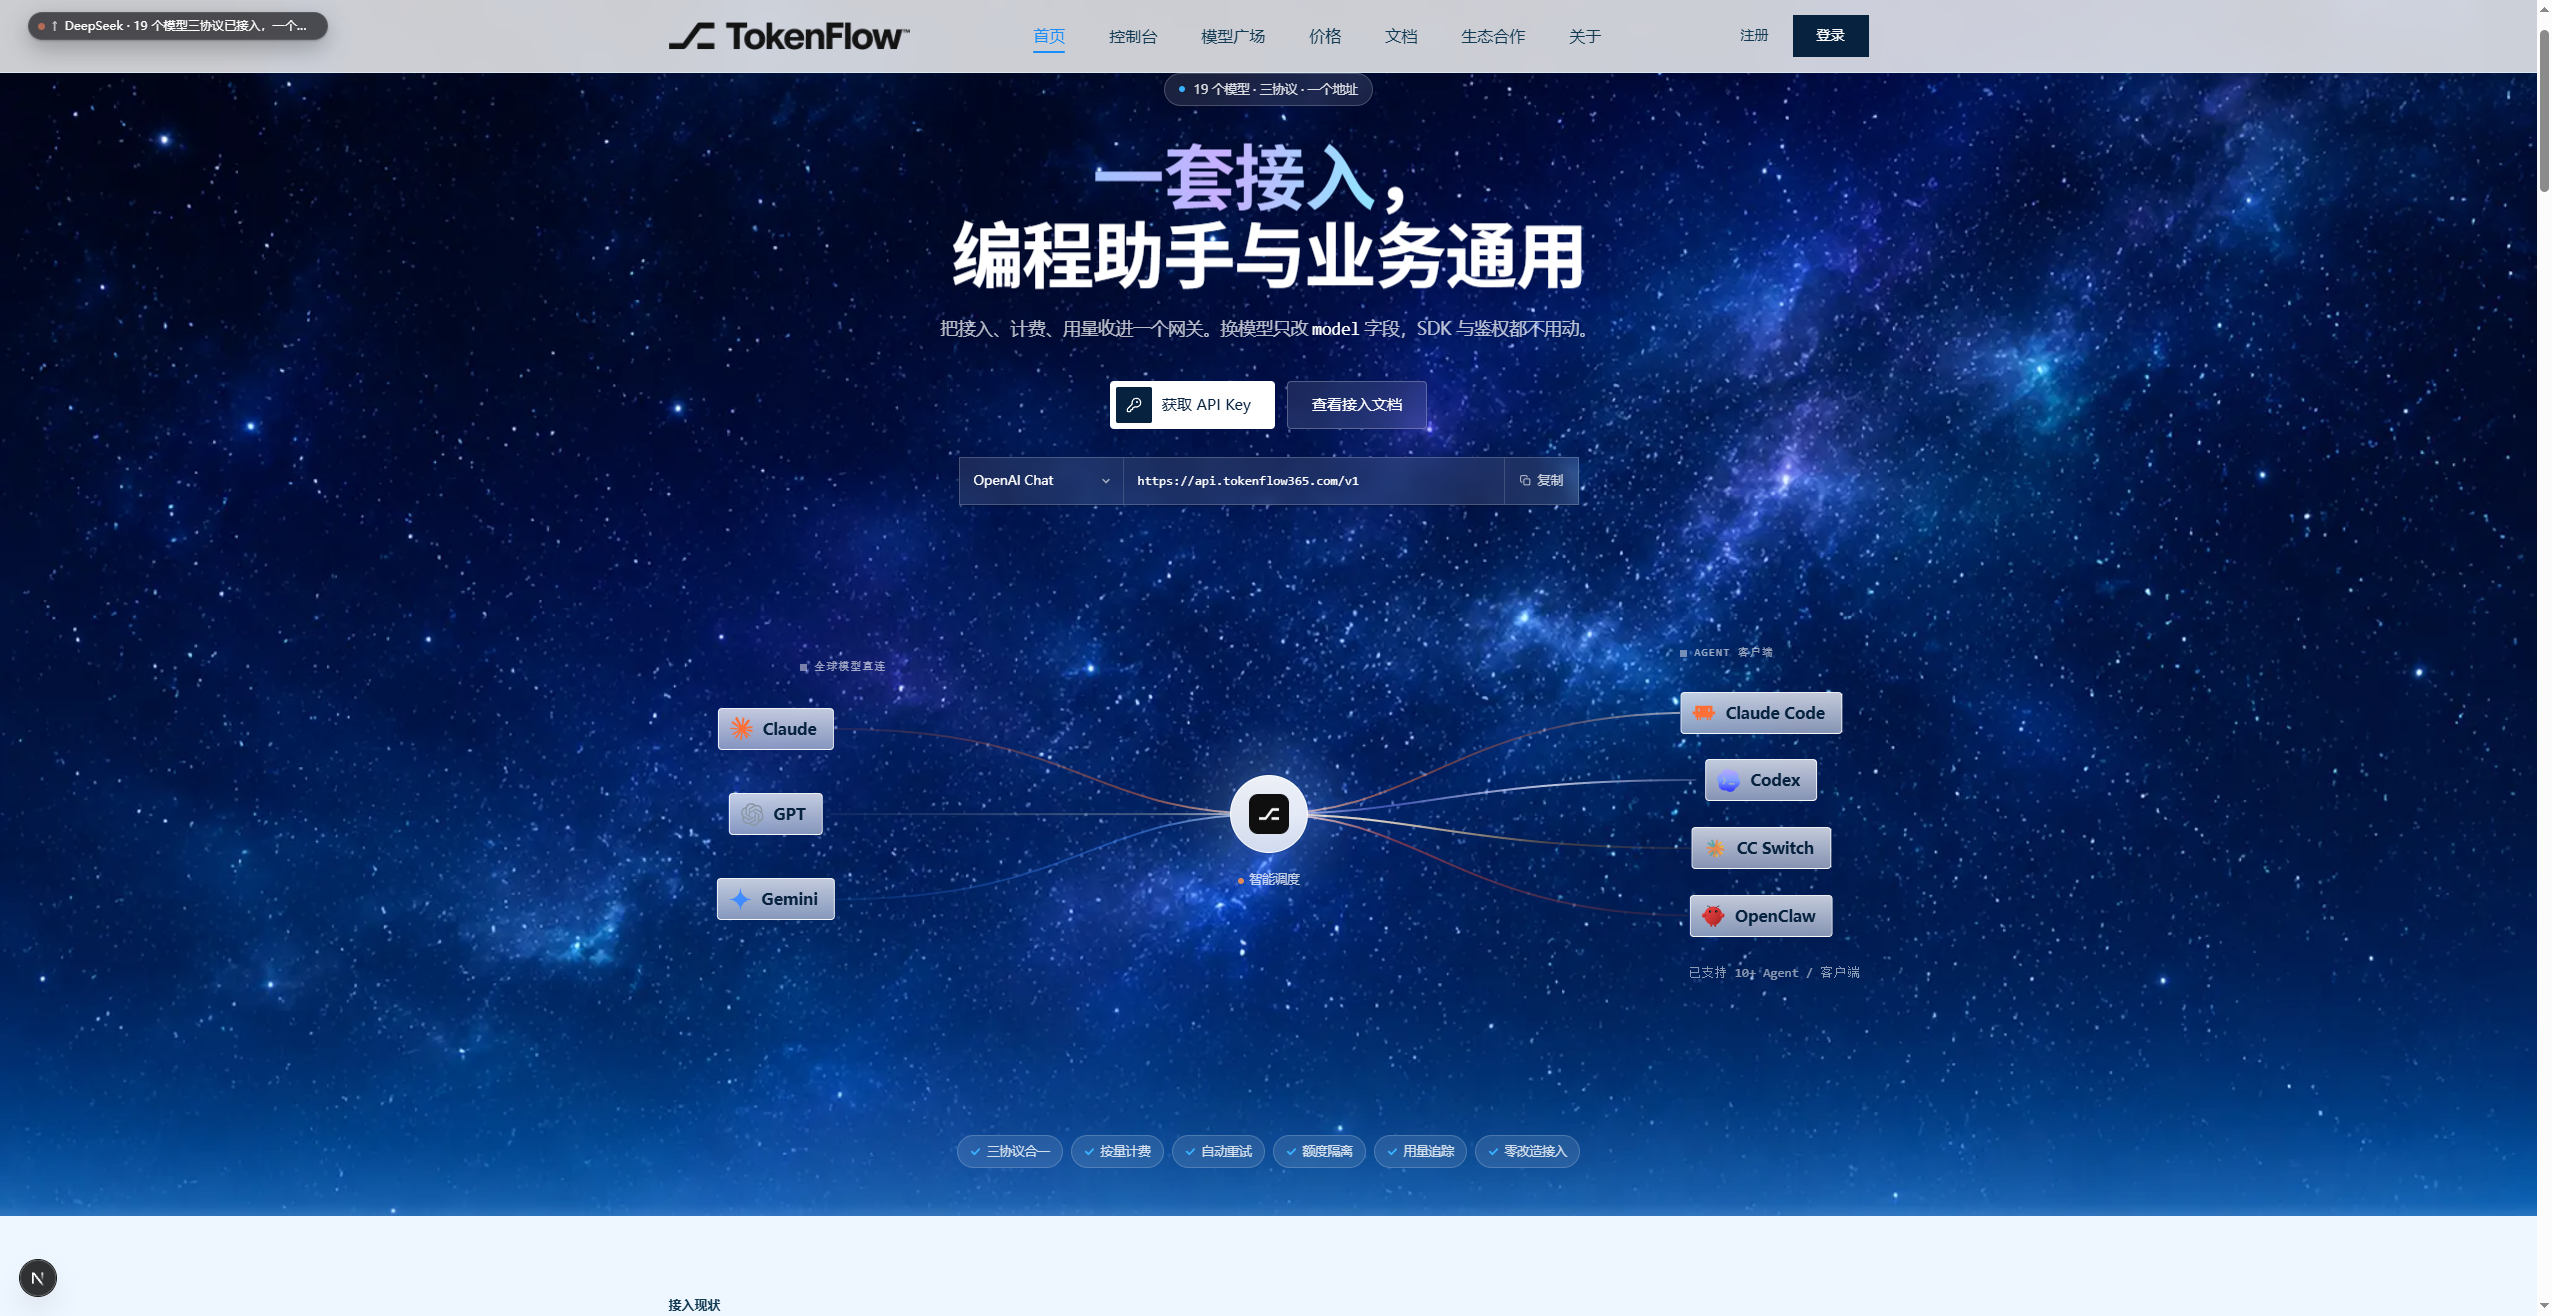 ↑ DeepSeek · 19 个模型三协议已接入，一个...
TokenFlow™
首页
控制台
模型广场
价格
文档
生态合作
关于
注册
登录
19 个模型 · 三协议 · 一个地址
一套接入，
编程助手与业务通用
把接入、计费、用量收进一个网关。换模型只改 model 字段，SDK 与鉴权都不用动。
获取 API Key
查看接入文档
OpenAI Chat
https://api.tokenflow365.com/v1
复制
全球模型直连
Claude
GPT
Gemini
智能调度
AGENT 客户端
Claude Code
Codex
CC Switch
OpenClaw
已支持 10+ Agent / 客户端
三协议合一
按量计费
自动重试
额度隔离
用量追踪
零改造接入
N
接入现状